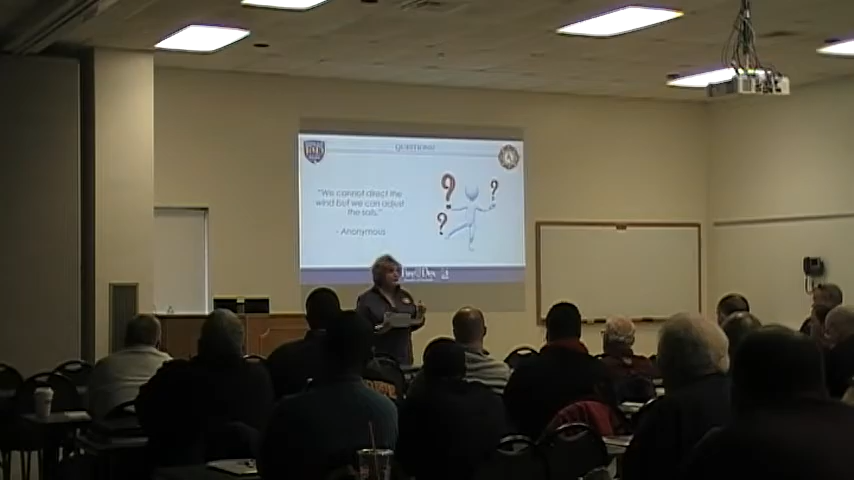 QUESTIONS!
"We cannot direct the
wind but we can adjust
the sails."
- Anonymous